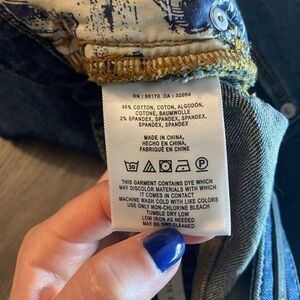 RN : 66170 CA : 32054
98% COTTON, COTON, ALGODON,
COTONE, BAUMWOLLE
2% SPANDEX, SPANDEX, SPANDEX,
SPANDEX, SPANDEX
MADE IN CHINA,
HECHO EN CHINA,
FABRIQUÉ EN CHINE
30
P
THIS GARMENT CONTAINS DYE WHICH
MAY DISCOLOR MATERIALS WITH WHICH
IT COMES IN CONTACT
MACHINE WASH COLD WITH LIKE COLORS
USE ONLY NON-CHLORINE BLEACH
TUMBLE DRY LOW
LOW IRON AS NEEDED
MAY BE DRY CLEANED